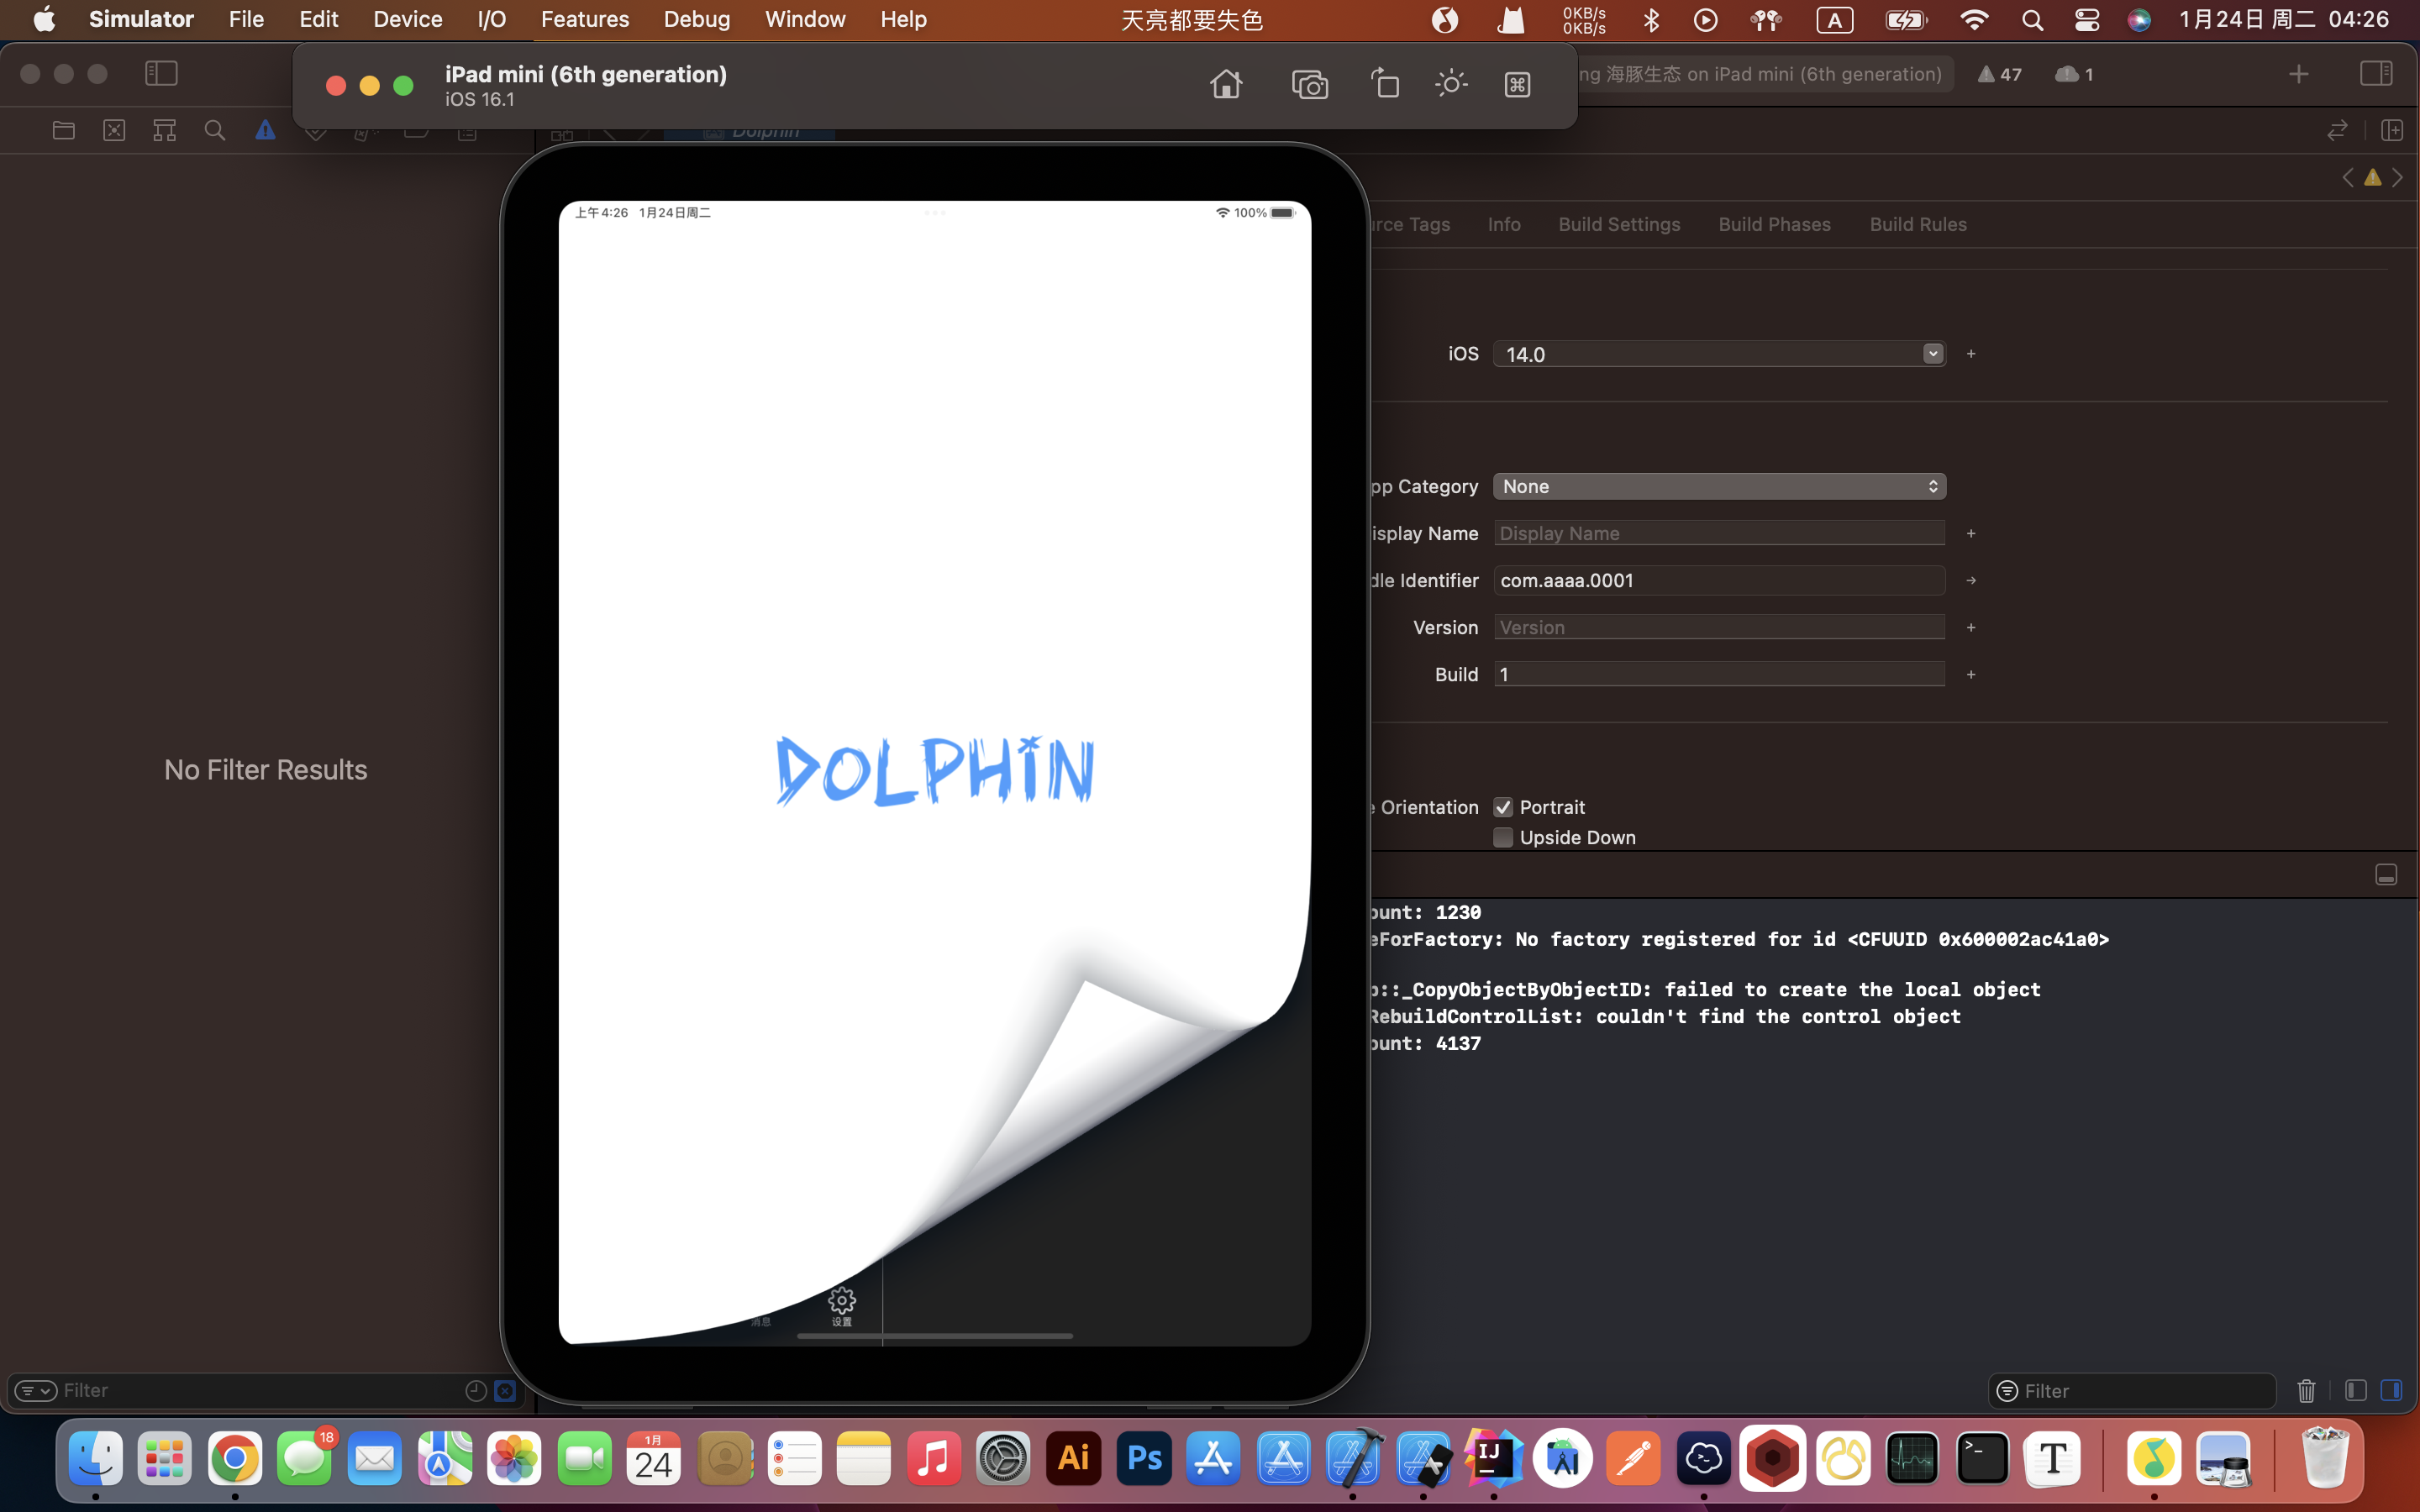 Simulator File Edit Device I/O Features Debug Window Help 天亮都要失色 0KB/s 0KB/s A 1月24日 周二 04:26
iPad mini (6th generation)
iOS 16.1
ng 海豚生态 on iPad mini (6th generation) 47 1
Dolphin
上午4:26 1月24日周二 100%
urce Tags Info Build Settings Build Phases Build Rules
iOS 14.0
pp Category None
isplay Name Display Name
dle Identifier com.aaaa.0001
Version Version
Build 1
No Filter Results
DOLPHIN
e Orientation Portrait
Upside Down
ount: 1230
eForFactory: No factory registered for id <CFUUID 0x600002ac41a0>
p::_CopyObjectByObjectID: failed to create the local object
RebuildControlList: couldn't find the control object
ount: 4137
消息 设置
Filter
Filter
18
1月
24
Ai
Ps
IJ
T